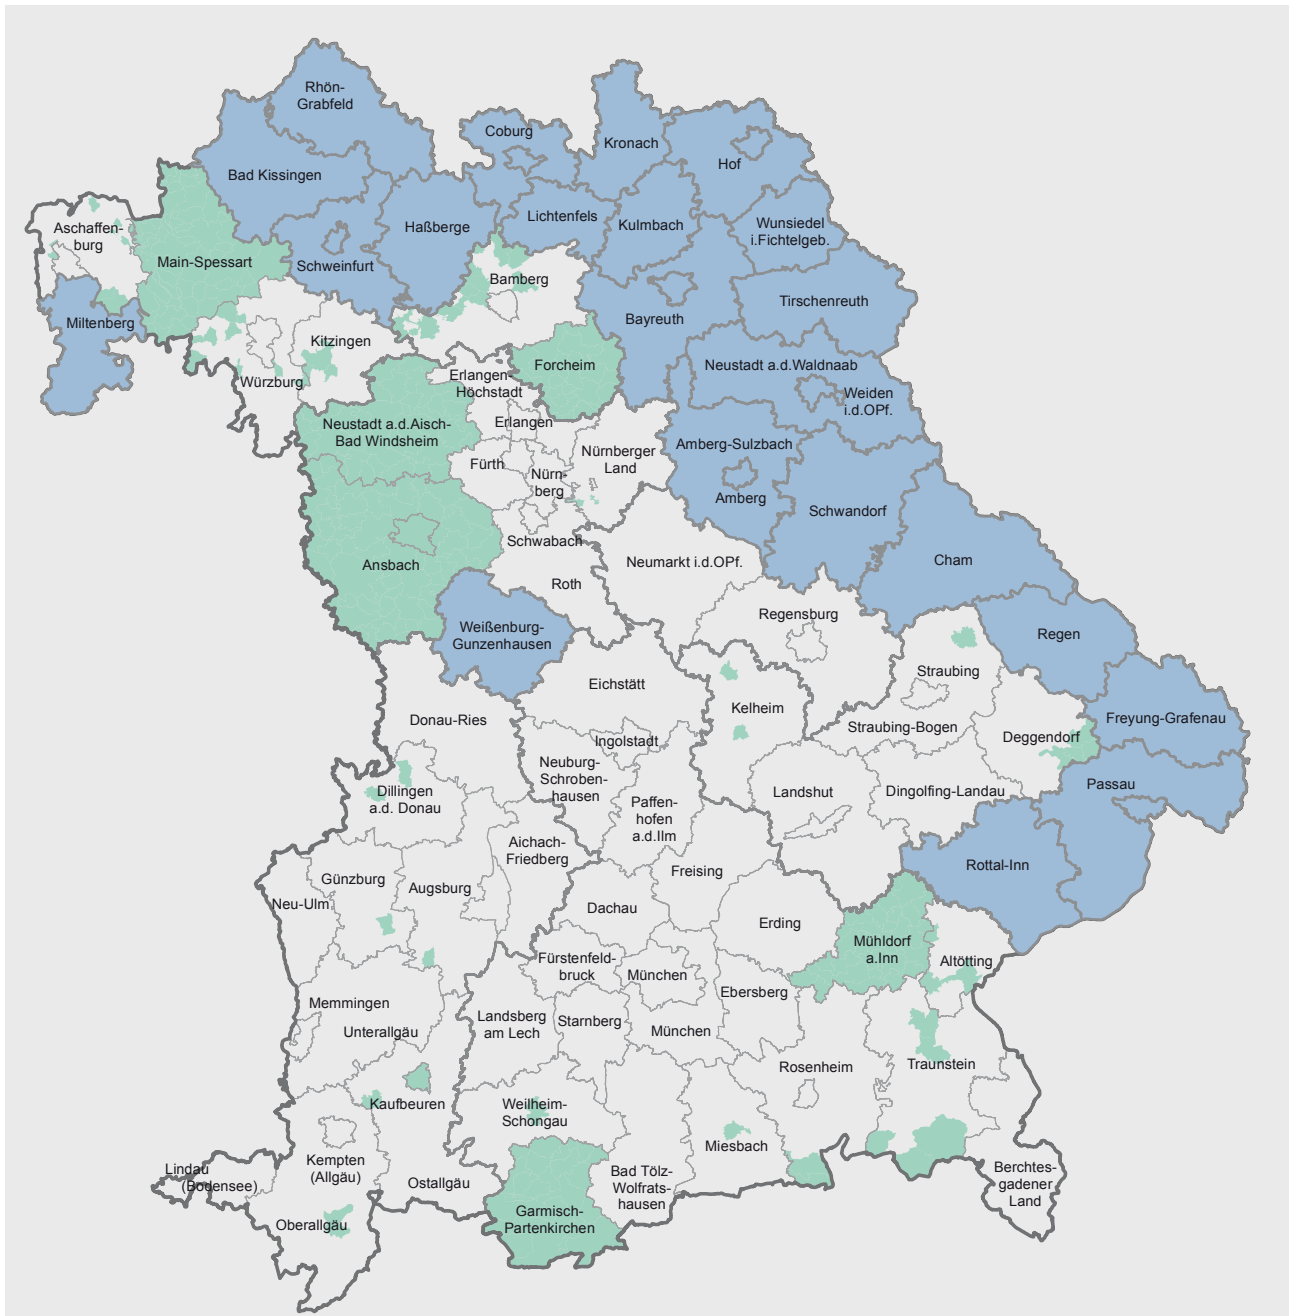 Rhön-
Grabfeld
Coburg
Kronach
Hof
Bad Kissingen
Lichtenfels
Kulmbach
Wunsiedel
i.Fichtelgeb.
Haßberge
Aschaffen-
burg
Main-Spessart
Schweinfurt
Bamberg
Tirschenreuth
Miltenberg
Bayreuth
Kitzingen
Forcheim
Neustadt a.d.Waldnaab
Würzburg
Erlangen-
Höchstadt
Weiden
i.d.OPf.
Neustadt a.d.Aisch-
Bad Windsheim
Erlangen
Amberg-Sulzbach
Nürnberger
Land
Fürth
Nürn-
berg
Amberg
Schwandorf
Schwabach
Cham
Neumarkt i.d.OPf.
Ansbach
Roth
Regensburg
Weißenburg-
Gunzenhausen
Regen
Straubing
Eichstätt
Kelheim
Donau-Ries
Freyung-Grafenau
Straubing-Bogen
Deggendorf
Ingolstadt
Neuburg-
Schroben-
hausen
Passau
Dillingen
a.d. Donau
Landshut
Dingolfing-Landau
Paffen-
hofen
a.d.Ilm
Aichach-
Friedberg
Rottal-Inn
Freising
Günzburg
Augsburg
Neu-Ulm
Dachau
Erding
Mühldorf
a.Inn
Altötting
Fürstenfeld-
bruck
München
Ebersberg
Memmingen
Landsberg
am Lech
Starnberg
München
Unterallgäu
Traunstein
Rosenheim
Kaufbeuren
Weilheim-
Schongau
Miesbach
Lindau
(Bodensee)
Kempten
(Allgäu)
Ostallgäu
Bad Tölz-
Wolfrats-
hausen
Berchtes-
gadener
Land
Garmisch-
Partenkirchen
Oberallgäu